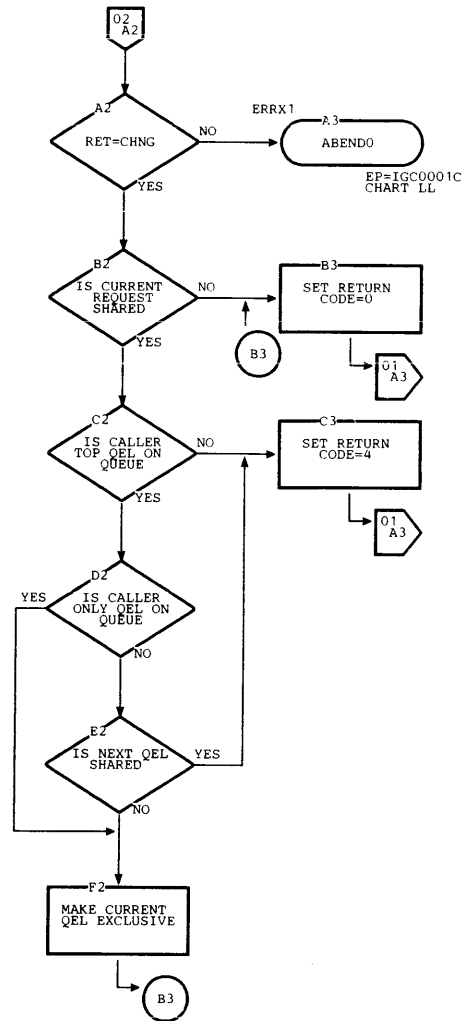 02
A2
A2
RET=CHNG
NO
YES
ERRX1
A3
ABENDO
EP=IGC0001C
CHART LL
B2
IS CURRENT
REQUEST
SHARED
NO
YES
B3
B3
SET RETURN
CODE=0
01
A3
C2
IS CALLER
TOP QEL ON
QUEUE
NO
YES
C3
SET RETURN
CODE=4
01
A3
D2
YES
IS CALLER
ONLY QEL ON
QUEUE
NO
E2
IS NEXT QEL
SHARED
YES
NO
F2
MAKE CURRENT
QEL EXCLUSIVE
B3